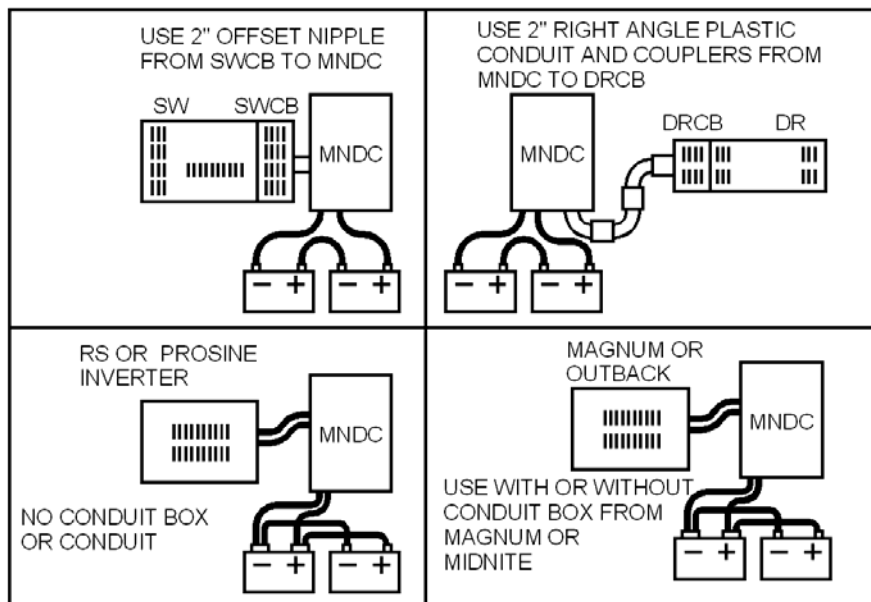 USE 2" OFFSET NIPPLE
FROM SWCB TO MNDC
SW SWCB
MNDC
- + - +
USE 2" RIGHT ANGLE PLASTIC
CONDUIT AND COUPLERS FROM
MNDC TO DRCB
DRCB DR
MNDC
- + - +
RS OR PROSINE
INVERTER
MNDC
NO CONDUIT BOX
OR CONDUIT
- + - +
MAGNUM OR
OUTBACK
MNDC
USE WITH OR WITHOUT
CONDUIT BOX FROM
MAGNUM OR
MIDNITE
- + - +